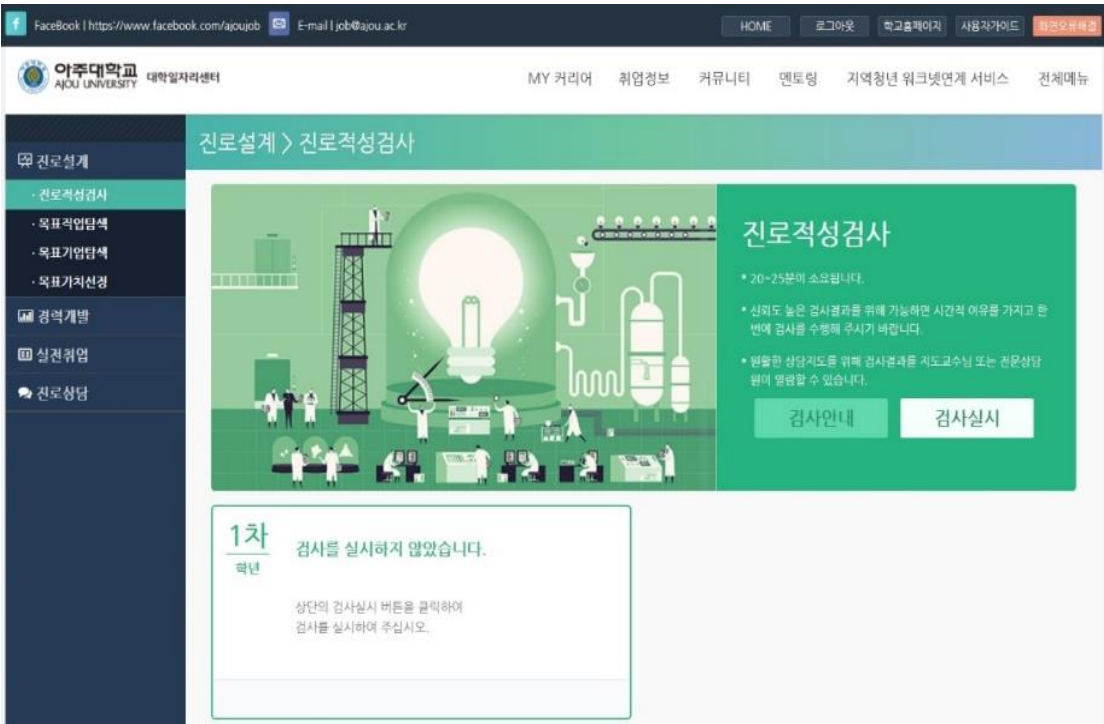 FaceBook | https://www.facebook.com/ajoujob
E-mail | job@ajou.ac.kr
HOME
로그아웃
학교홈페이지
사용자가이드
화면오류해결
아주대학교
AJOU UNIVERSITY
대학일자리센터
MY 커리어
취업정보
커뮤니티
멘토링
지역청년 워크넷연계 서비스
전체메뉴
진로설계
· 진로적성검사
· 목표직업탐색
· 목표기업탐색
· 목표가치선정
경력개발
실전취업
진로상담
진로설계 > 진로적성검사
진로적성검사
• 20~25분이 소요됩니다.
• 신뢰도 높은 검사결과를 위해 가능하면 시간적 여유를 가지고 한
번에 검사를 수행해 주시기 바랍니다.
• 원활한 상담지도를 위해 검사결과를 지도교수님 또는 전문상담
원이 열람할 수 있습니다.
검사안내
검사실시
1차
학년
검사를 실시하지 않았습니다.
상단의 검사실시 버튼을 클릭하여
검사를 실시하여 주십시오.